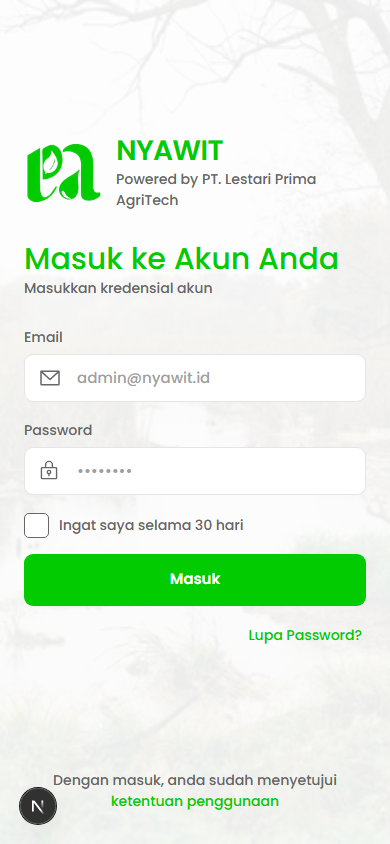 NYAWIT
Powered by PT. Lestari Prima
AgriTech
Masuk ke Akun Anda
Masukkan kredensial akun
Email
admin@nyawit.id
Password
••••••••
Ingat saya selama 30 hari
Masuk
Lupa Password?
Dengan masuk, anda sudah menyetujui
ketentuan penggunaan
N